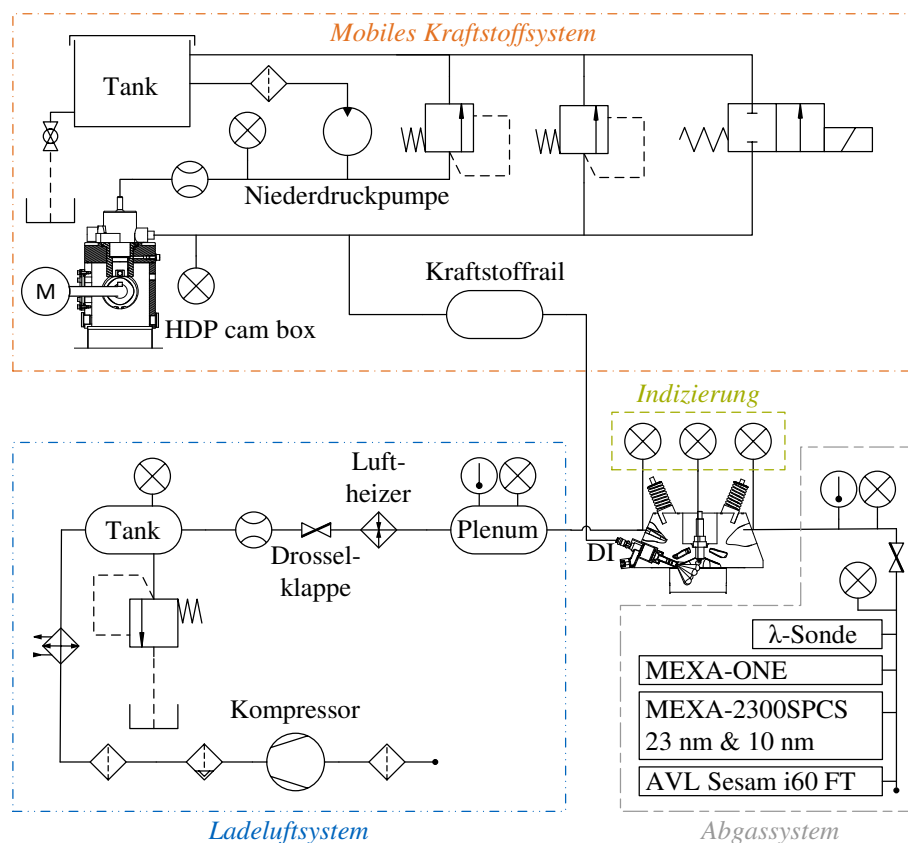 Mobiles Kraftstoffsystem
Tank
Niederdruckpumpe
M
HDP cam box
Kraftstoffrail
Indizierung
Luft-
heizer
Tank
Plenum
Drossel-
klappe
DI
Kompressor
λ-Sonde
MEXA-ONE
MEXA-2300SPCS
23 nm & 10 nm
AVL Sesam i60 FT
Ladeluftsystem
Abgassystem